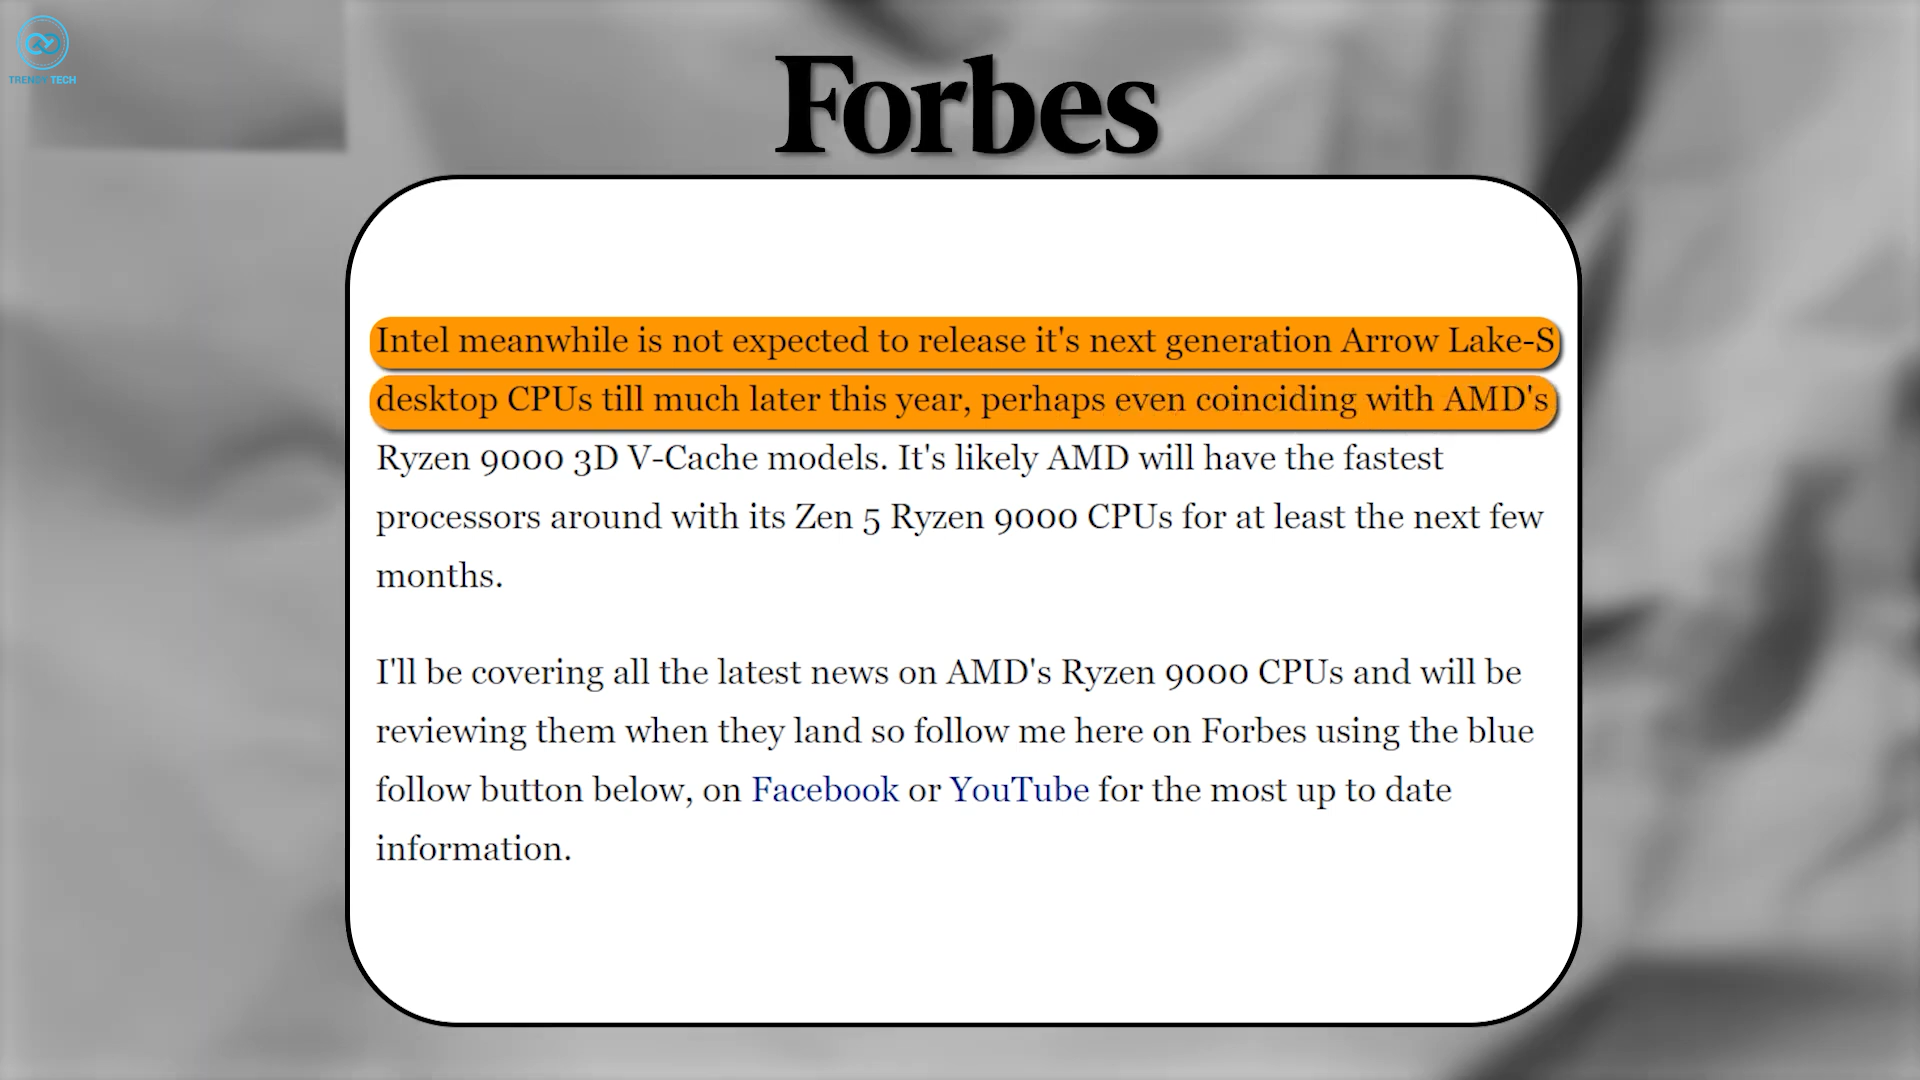 TRENDY TECH
Forbes
Intel meanwhile is not expected to release it's next generation Arrow Lake-S
desktop CPUs till much later this year, perhaps even coinciding with AMD's
Ryzen 9000 3D V-Cache models. It's likely AMD will have the fastest
processors around with its Zen 5 Ryzen 9000 CPUs for at least the next few
months.
I'll be covering all the latest news on AMD's Ryzen 9000 CPUs and will be
reviewing them when they land so follow me here on Forbes using the blue
follow button below, on Facebook or YouTube for the most up to date
information.